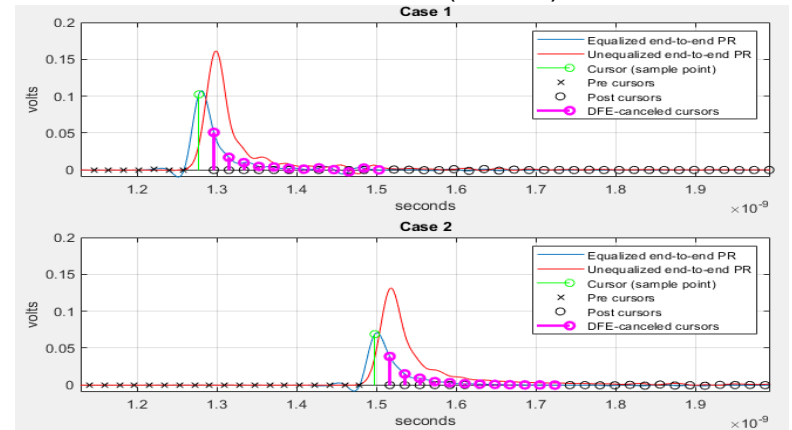 Case 1
0.2
0.15
0.1
0.05
0
volts
Equalized end-to-end PR
Unequalized end-to-end PR
Cursor (sample point)
Pre cursors
Post cursors
DFE-canceled cursors
1.2 1.3 1.4 1.5 1.6 1.7 1.8 1.9
seconds
×10⁻⁹
Case 2
0.2
0.15
0.1
0.05
0
volts
Equalized end-to-end PR
Unequalized end-to-end PR
Cursor (sample point)
Pre cursors
Post cursors
DFE-canceled cursors
1.2 1.3 1.4 1.5 1.6 1.7 1.8 1.9
seconds
×10⁻⁹